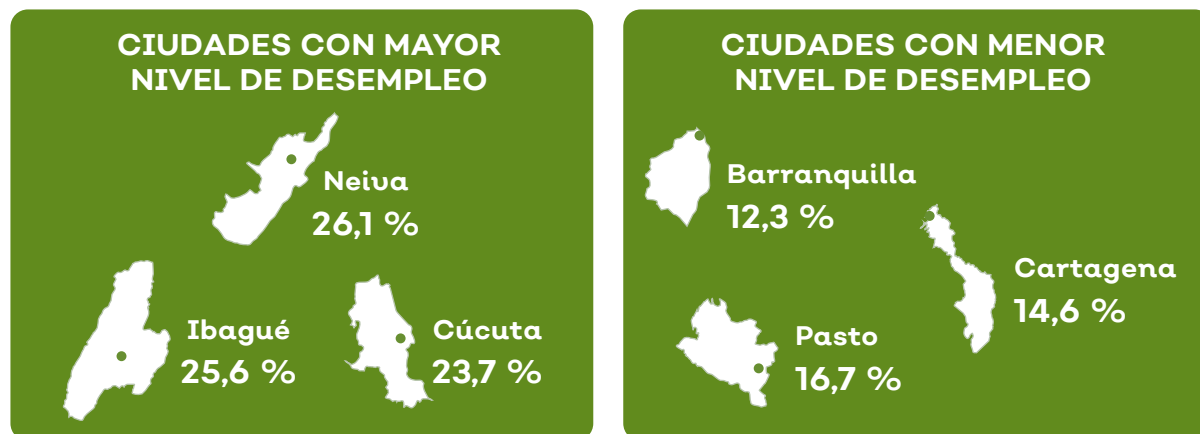 CIUDADES CON MAYOR
NIVEL DE DESEMPLEO
Neiva
26,1 %
Ibagué
25,6 %
Cúcuta
23,7 %
CIUDADES CON MENOR
NIVEL DE DESEMPLEO
Barranquilla
12,3 %
Cartagena
14,6 %
Pasto
16,7 %